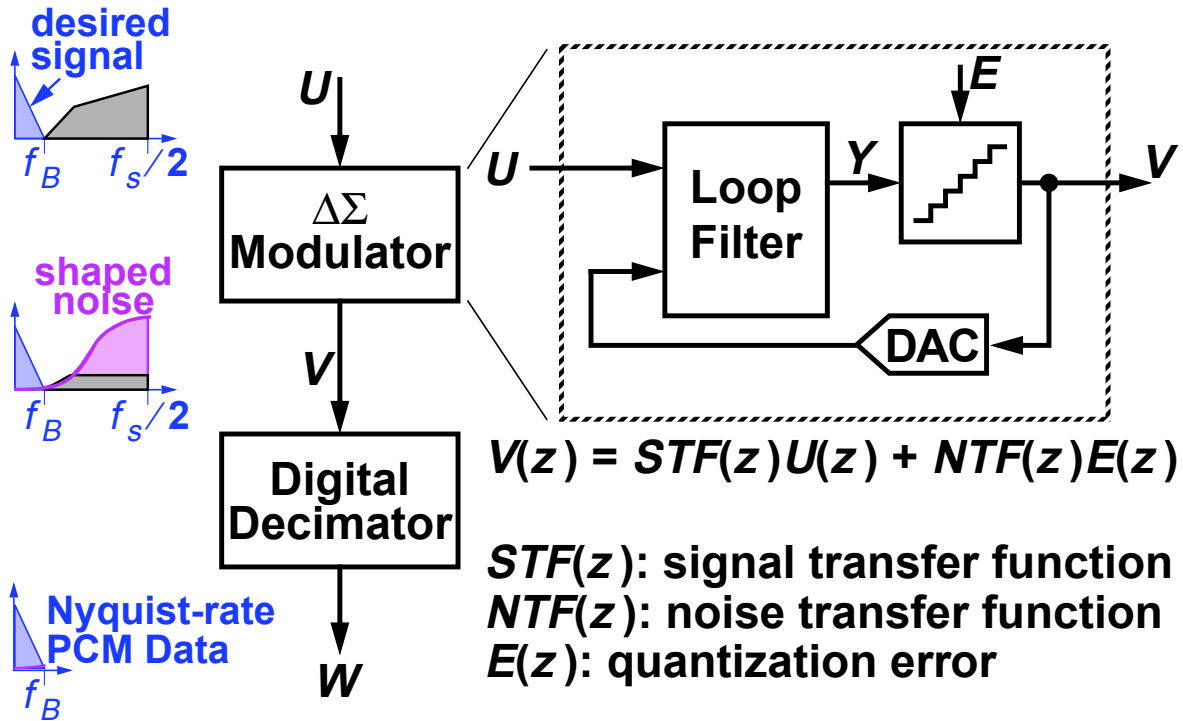 desired
signal
f_B f_s/2
U
ΔΣ
Modulator
shaped
noise
f_B f_s/2
V
Digital
Decimator
Nyquist-rate
PCM Data
f_B
W
E
U
Loop
Filter
Y
V
DAC
V(z) = STF(z)U(z) + NTF(z)E(z)
STF(z): signal transfer function
NTF(z): noise transfer function
E(z): quantization error